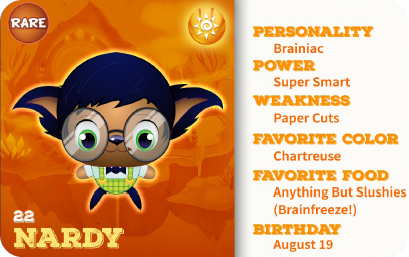 RARE
22
NARDY
PERSONALITY
Brainiac
POWER
Super Smart
WEAKNESS
Paper Cuts
FAVORITE COLOR
Chartreuse
FAVORITE FOOD
Anything But Slushies
(Brainfreeze!)
BIRTHDAY
August 19